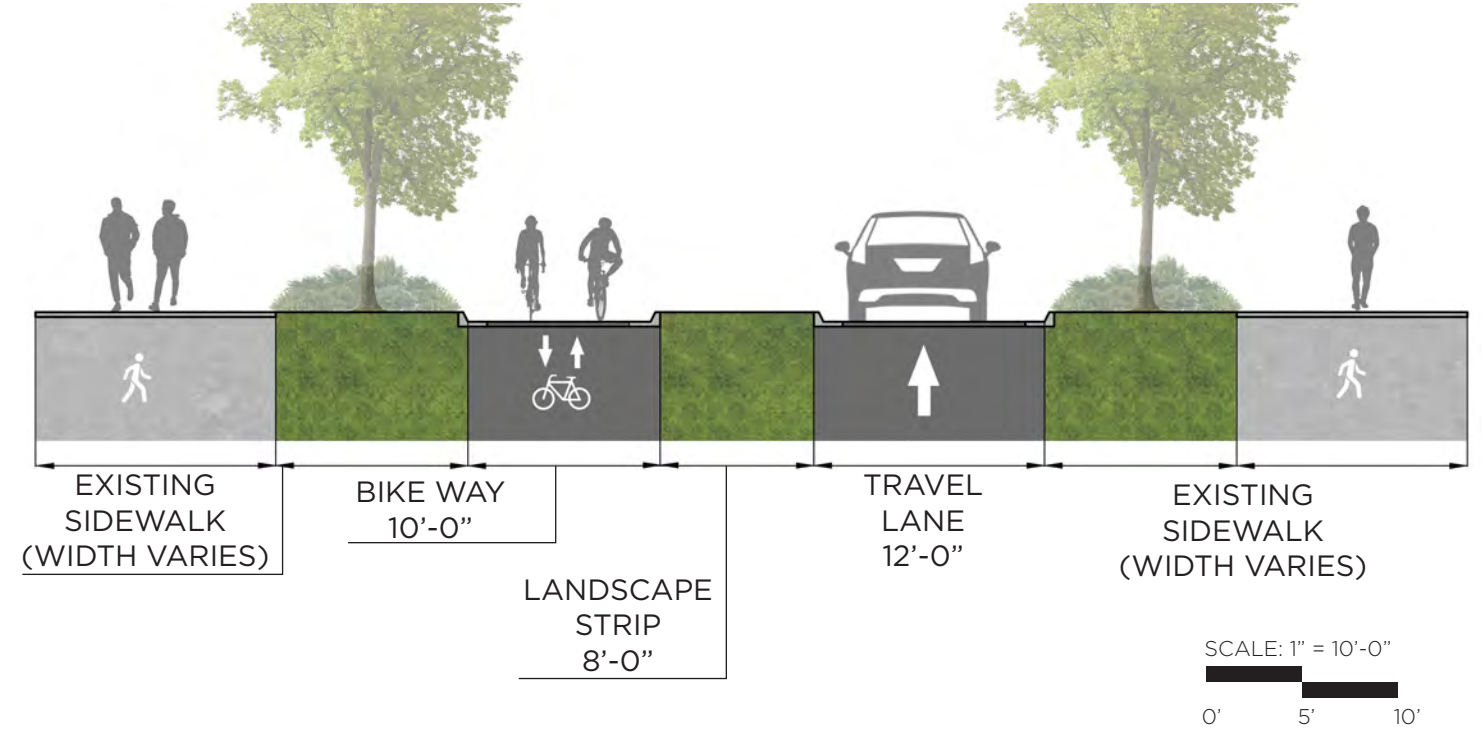 EXISTING
SIDEWALK
(WIDTH VARIES)
BIKE WAY
10’-0”
LANDSCAPE
STRIP
8’-0”
TRAVEL
LANE
12’-0”
EXISTING
SIDEWALK
(WIDTH VARIES)
SCALE: 1” = 10’-0”
0’ 5’ 10’